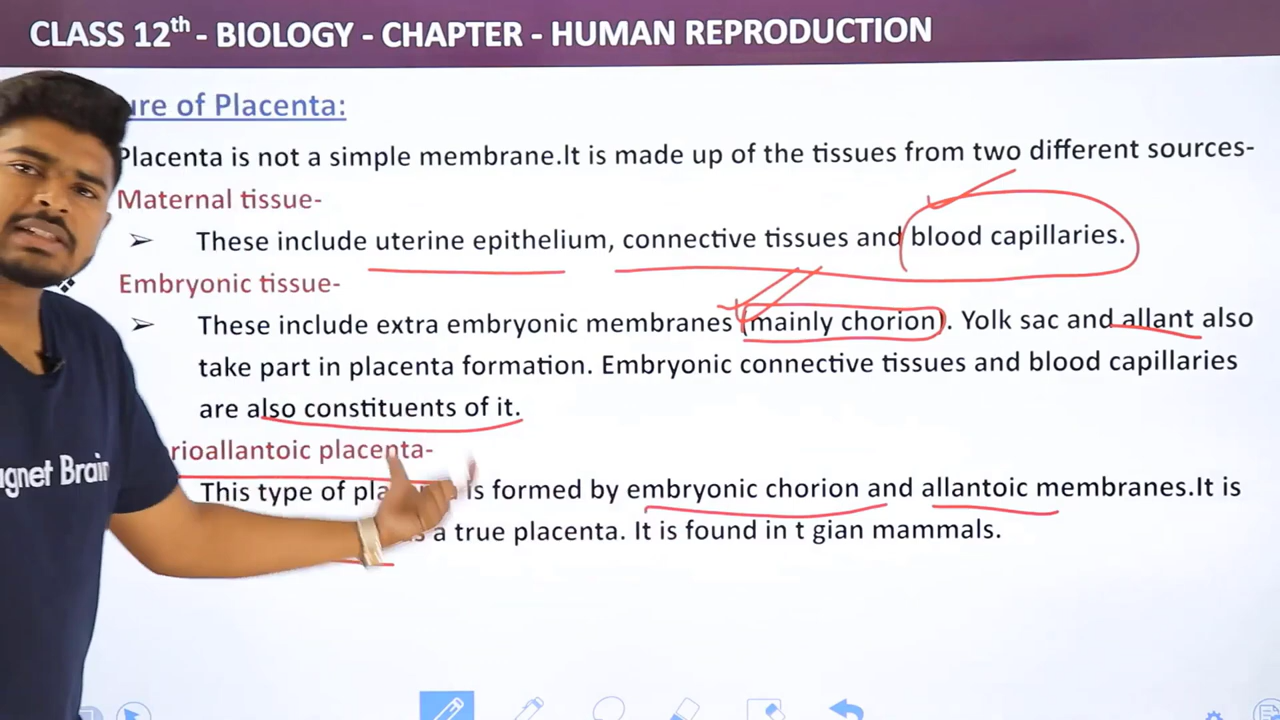 CLASS 12th - BIOLOGY - CHAPTER - HUMAN REPRODUCTION
ure of Placenta:
Placenta is not a simple membrane.It is made up of the tissues from two different sources-
Maternal tissue-
➢ These include uterine epithelium, connective tissues and blood capillaries.
❖ Embryonic tissue-
➢ These include extra embryonic membranes (mainly chorion). Yolk sac and allant also
take part in placenta formation. Embryonic connective tissues and blood capillaries
are also constituents of it.
rioallantoic placenta-
This type of pla is formed by embryonic chorion and allantoic membranes.It is
a true placenta. It is found in t gian mammals.
agnet Brain